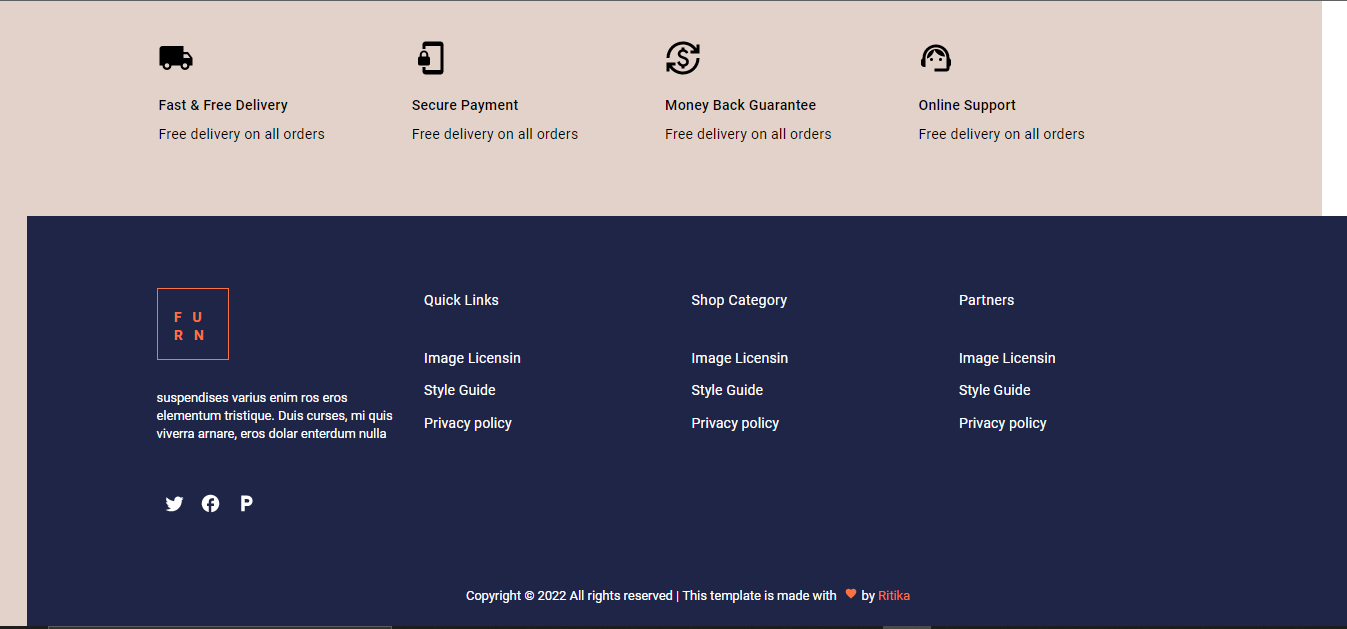 Fast & Free Delivery
Free delivery on all orders
Secure Payment
Free delivery on all orders
Money Back Guarantee
Free delivery on all orders
Online Support
Free delivery on all orders
F U
R N
suspendises varius enim ros eros
elementum tristique. Duis curses, mi quis
viverra arnare, eros dolar enterdum nulla
Quick Links
Image Licensin
Style Guide
Privacy policy
Shop Category
Image Licensin
Style Guide
Privacy policy
Partners
Image Licensin
Style Guide
Privacy policy
Copyright © 2022 All rights reserved | This template is made with by Ritika